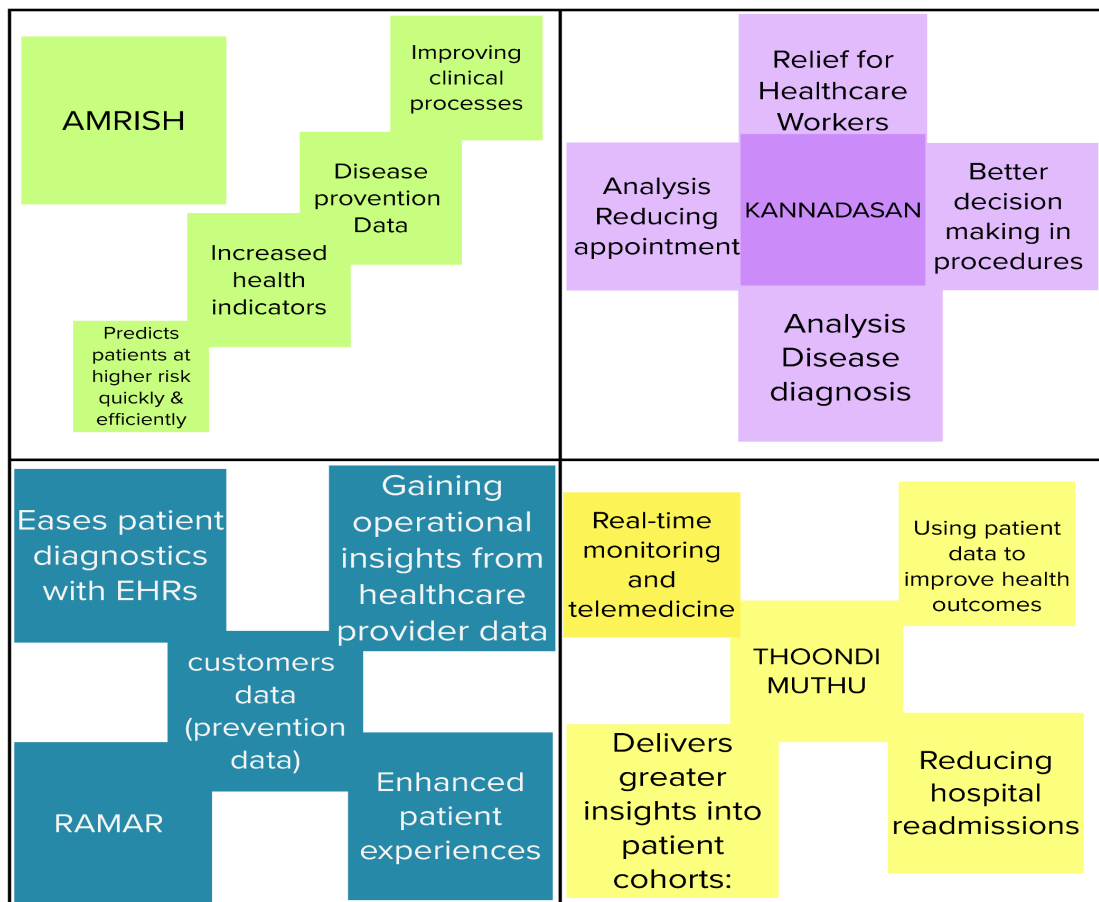 AMRISH
Improving
clinical
processes
Disease
provention
Data
Increased
health
indicators
Predicts
patients at
higher risk
quickly &
efficiently
Relief for
Healthcare
Workers
Analysis
Reducing
appointment
KANNADASAN
Better
decision
making in
procedures
Analysis
Disease
diagnosis
Eases patient
diagnostics
with EHRs
Gaining
operational
insights from
healthcare
provider data
customers
data
(prevention
data)
RAMAR
Enhanced
patient
experiences
Real-time
monitoring
and
telemedicine
Using patient
data to
improve health
outcomes
THOONDI
MUTHU
Delivers
greater
insights into
patient
cohorts:
Reducing
hospital
readmissions